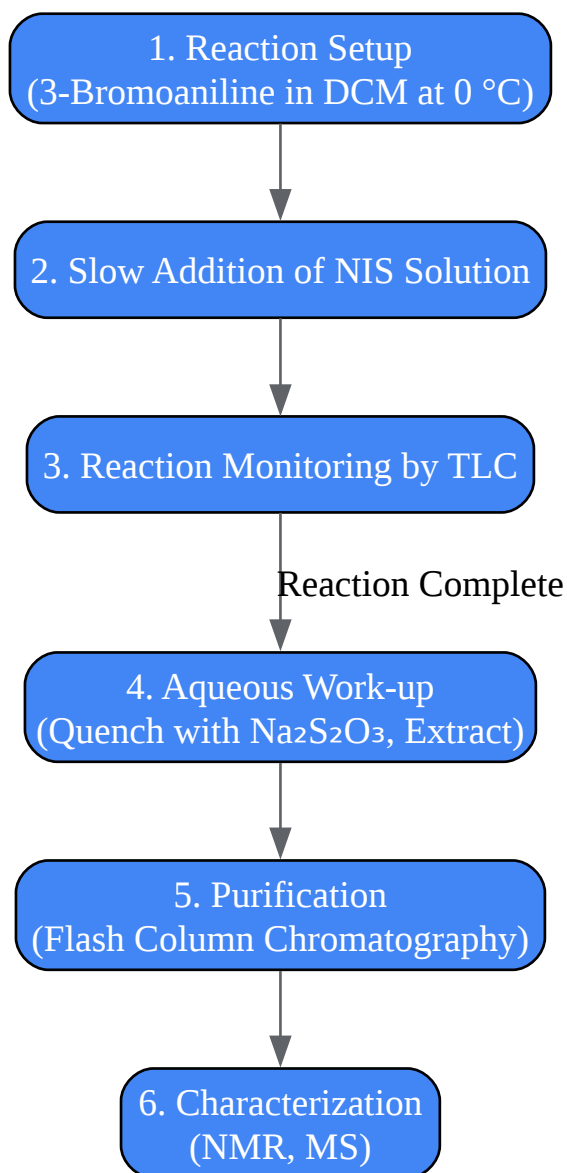 1. Reaction Setup
(3-Bromoaniline in DCM at 0 °C)
2. Slow Addition of NIS Solution
3. Reaction Monitoring by TLC
Reaction Complete
4. Aqueous Work-up
(Quench with Na₂S₂O₃, Extract)
5. Purification
(Flash Column Chromatography)
6. Characterization
(NMR, MS)